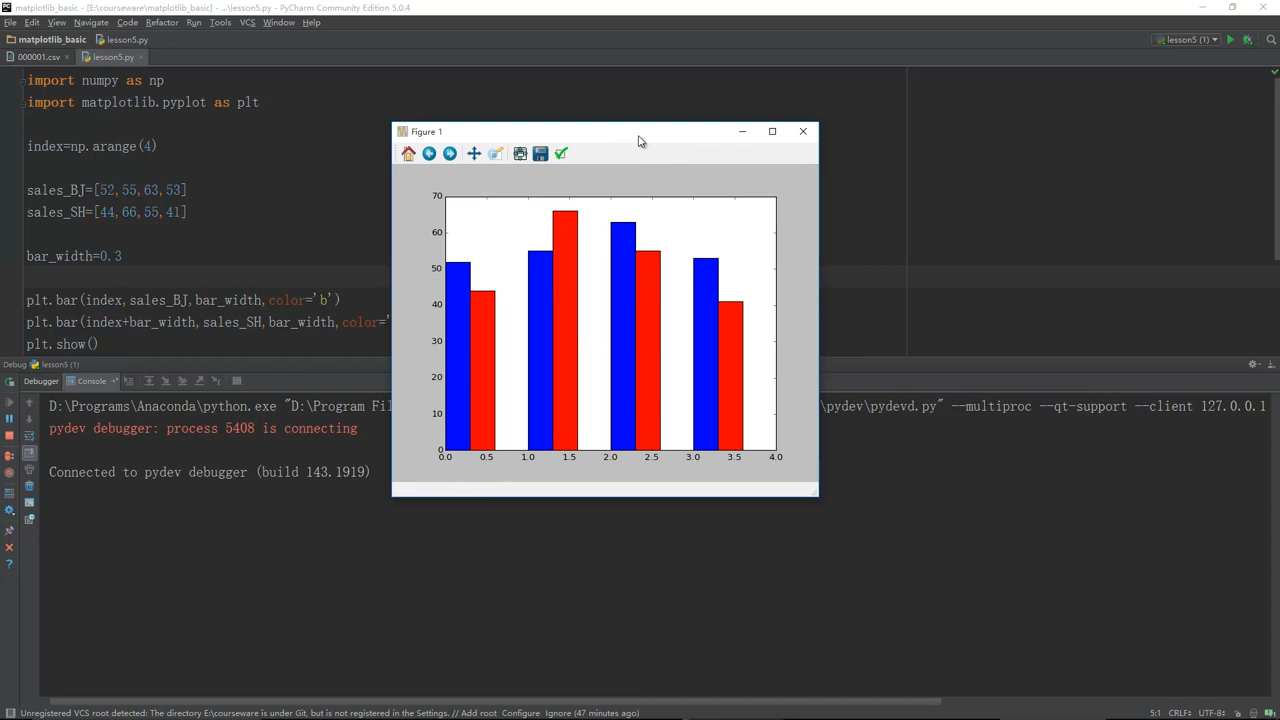 matplotlib_basic - [E:\courseware\matplotlib_basic] - ...\lesson5.py - PyCharm Community Edition 5.0.4
File Edit View Navigate Code Refactor Run Tools VCS Window Help
matplotlib_basic lesson5.py lesson5 (1)
000001.csv lesson5.py
import numpy as np
import matplotlib.pyplot as plt
index=np.arange(4)
sales_BJ=[52,55,63,53]
sales_SH=[44,66,55,41]
bar_width=0.3
plt.bar(index,sales_BJ,bar_width,color='b')
plt.bar(index+bar_width,sales_SH,bar_width,color='
plt.show()
Figure 1
70
60
50
40
30
20
10
0
0.0 0.5 1.0 1.5 2.0 2.5 3.0 3.5 4.0
Debug lesson5 (1)
Debugger Console
D:\Programs\Anaconda\python.exe "D:\Program Fil \pydev\pydevd.py" --multiproc --qt-support --client 127.0.0.1
pydev debugger: process 5408 is connecting
Connected to pydev debugger (build 143.1919)
Unregistered VCS root detected: The directory E:\courseware is under Git, but is not registered in the Settings. // Add root Configure Ignore (47 minutes ago) 5:1 CRLF÷ UTF-8÷